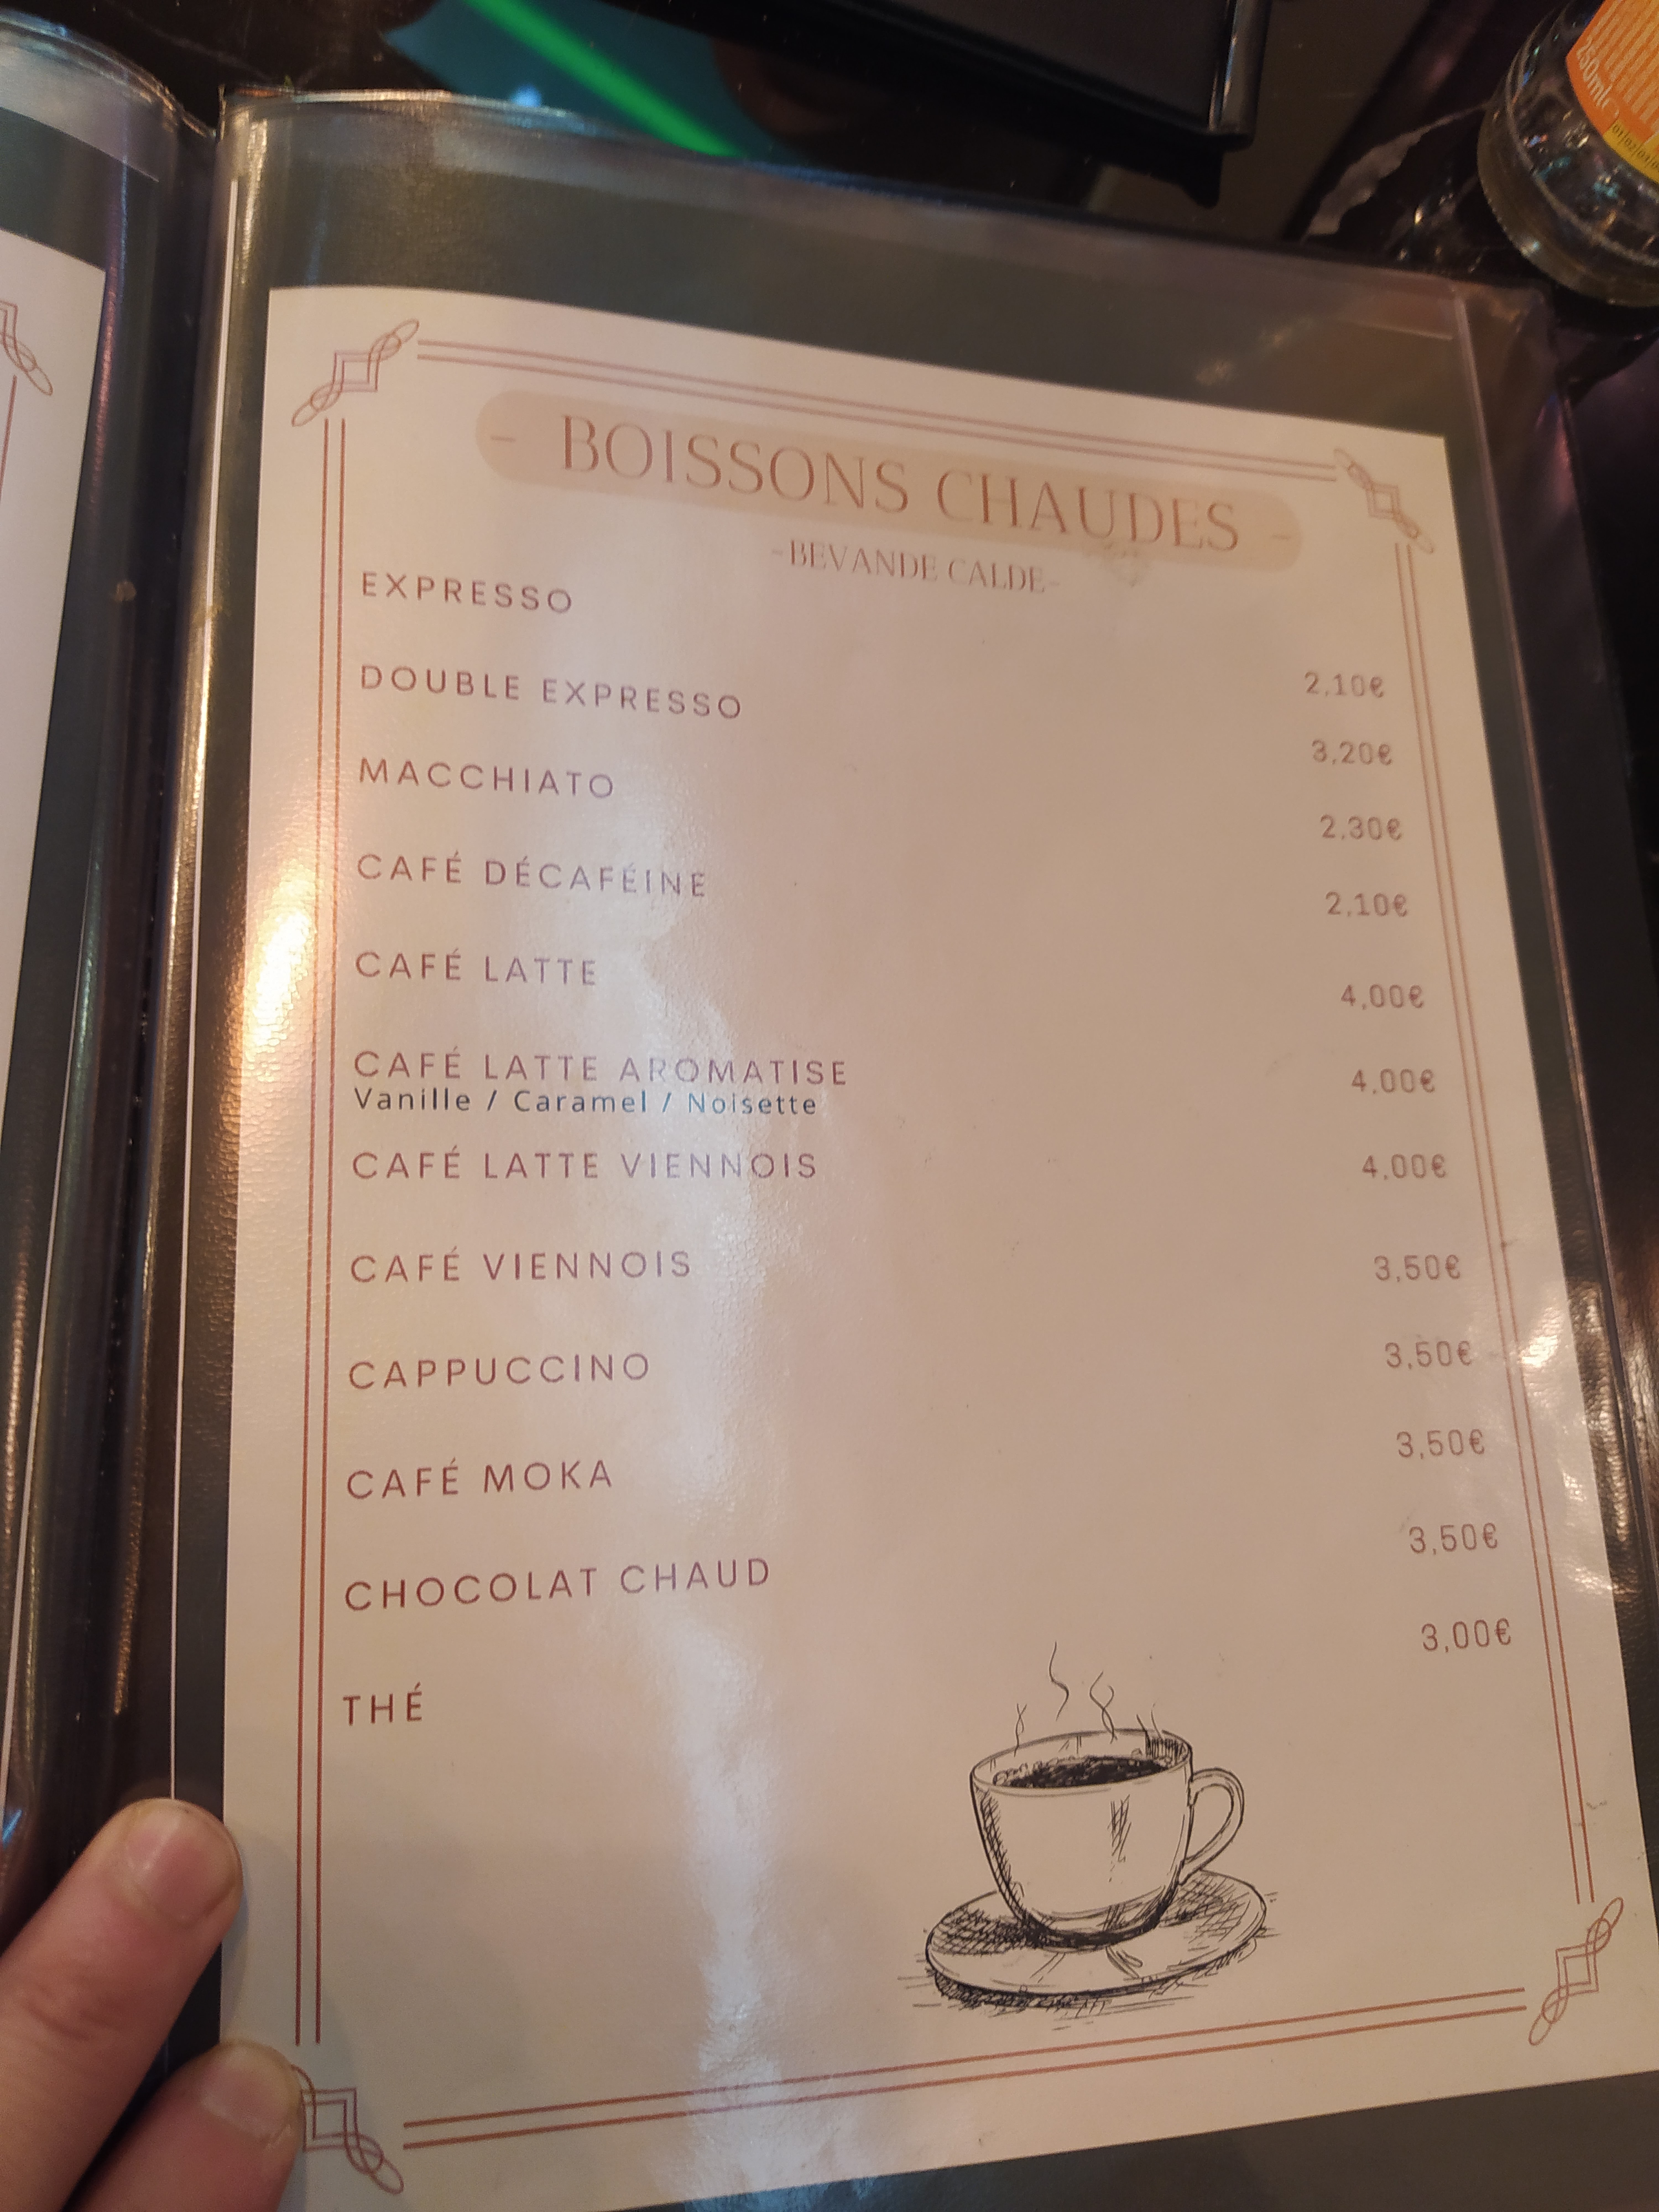 - BOISSONS CHAUDES -
-BEVANDE CALDE-
EXPRESSO 2,10€
DOUBLE EXPRESSO 3,20€
MACCHIATO 2,30€
CAFÉ DÉCAFÉINE 2,10€
CAFÉ LATTE 4,00€
CAFÉ LATTE AROMATISE 4,00€
Vanille / Caramel / Noisette
CAFÉ LATTE VIENNOIS 4,00€
CAFÉ VIENNOIS 3,50€
CAPPUCCINO 3,50€
CAFÉ MOKA 3,50€
CHOCOLAT CHAUD 3,50€
THÉ 3,00€
250ml